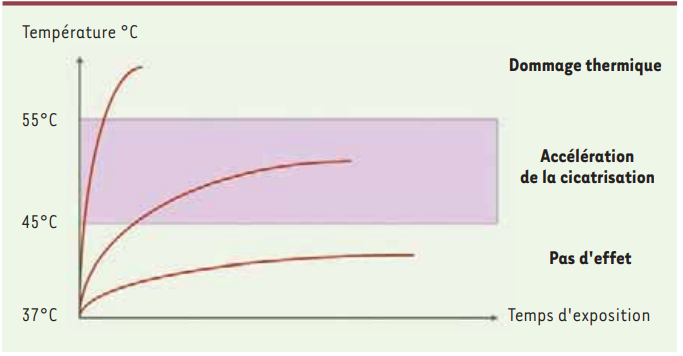 Température °C
Dommage thermique
55°C
Accélération
de la cicatrisation
45°C
Pas d'effet
37°C
Temps d'exposition